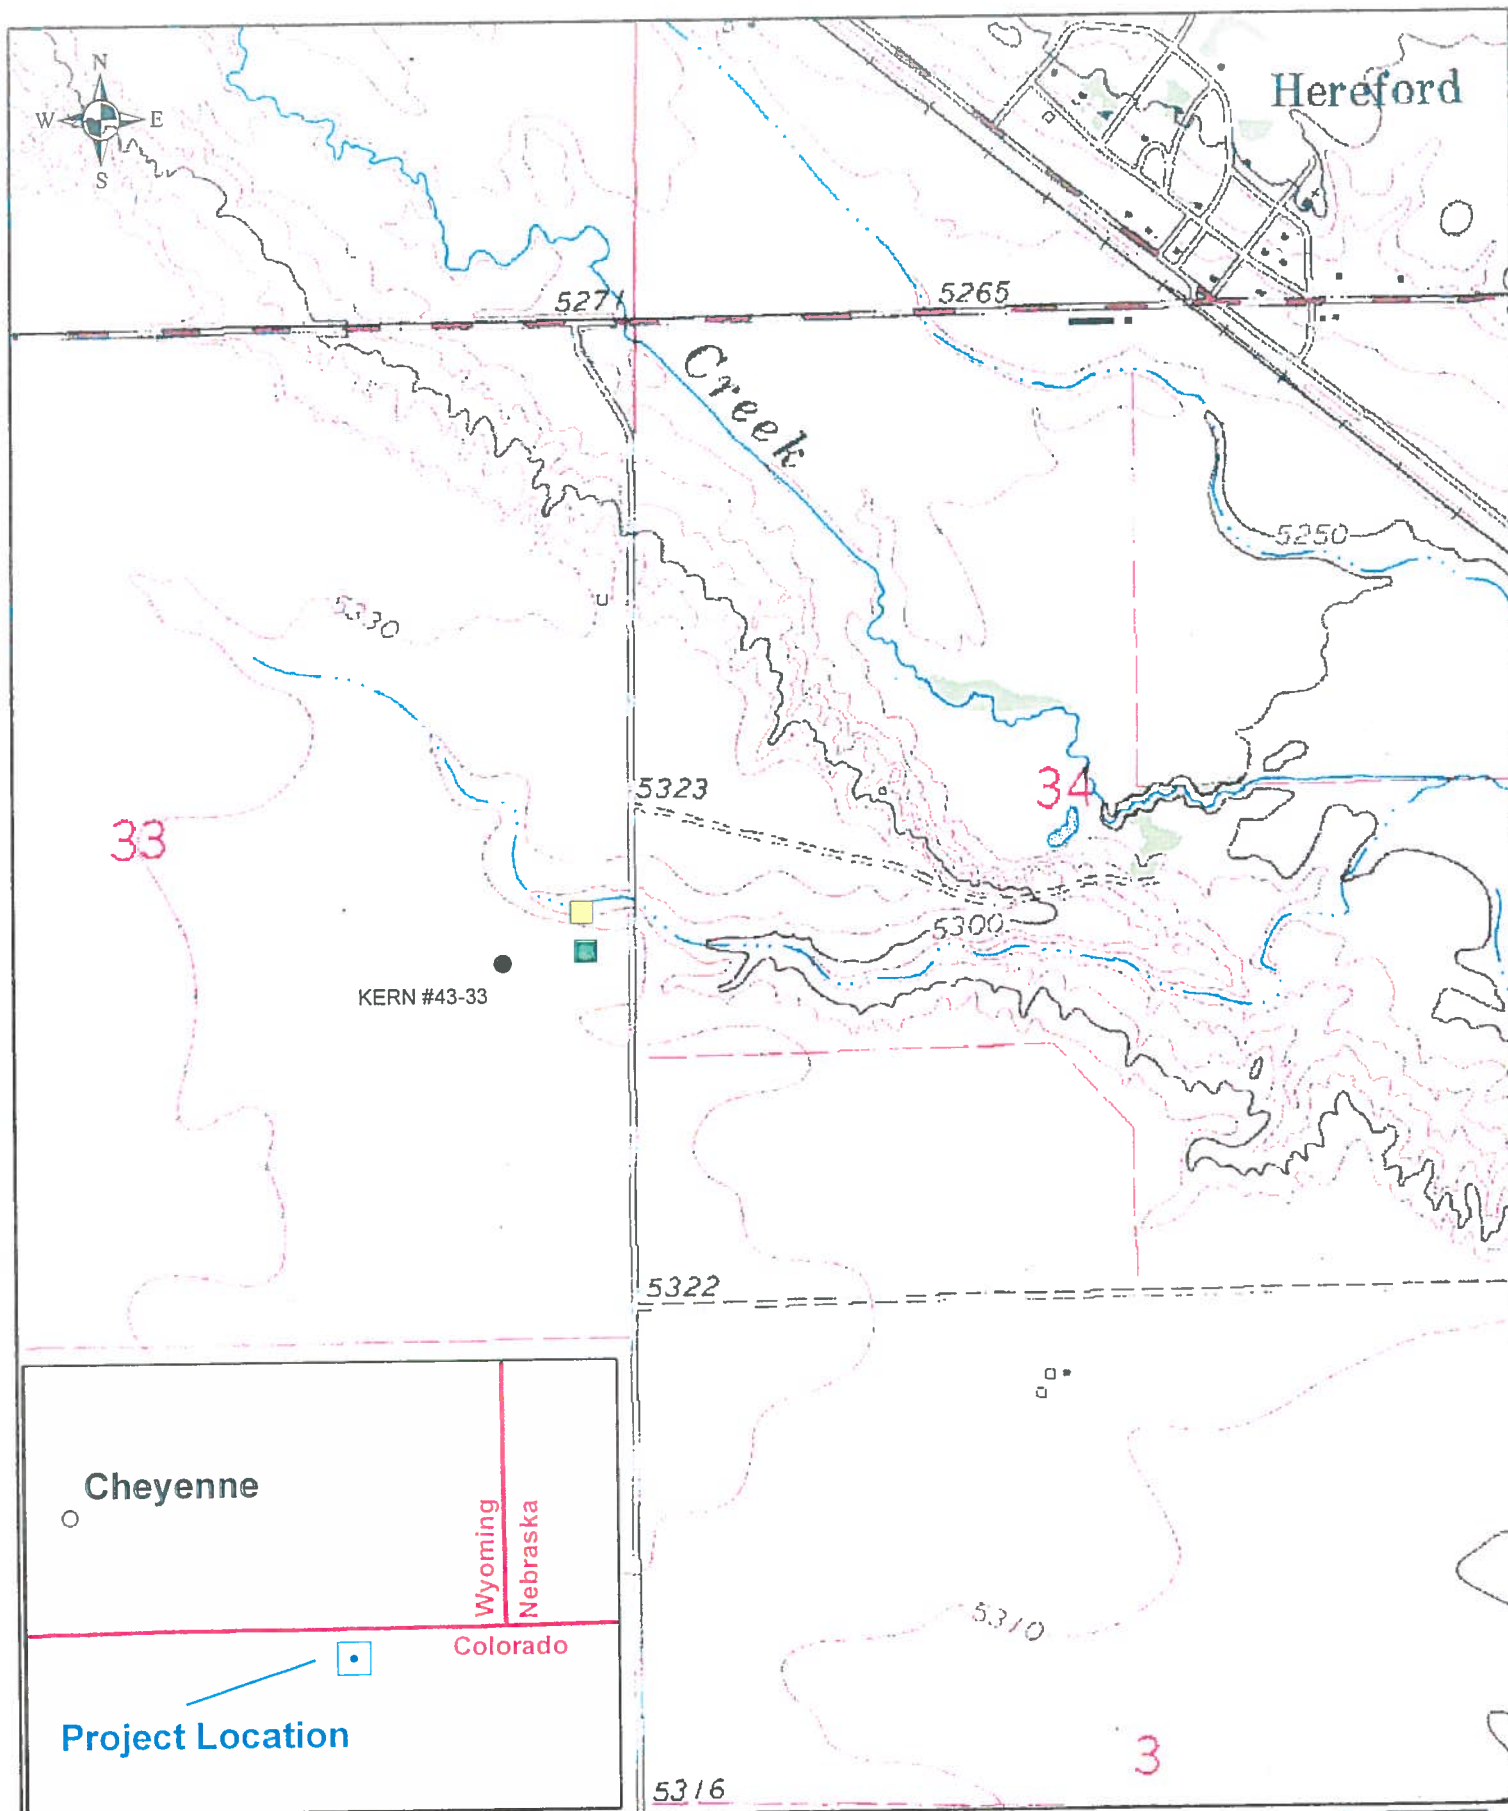 N
W E
S
Hereford
5271
5265
Creek
5250
5330
5323
34
33
5300
KERN #43-33
5322
Cheyenne
Wyoming
Nebraska
Colorado
5310
Project Location
3
5316